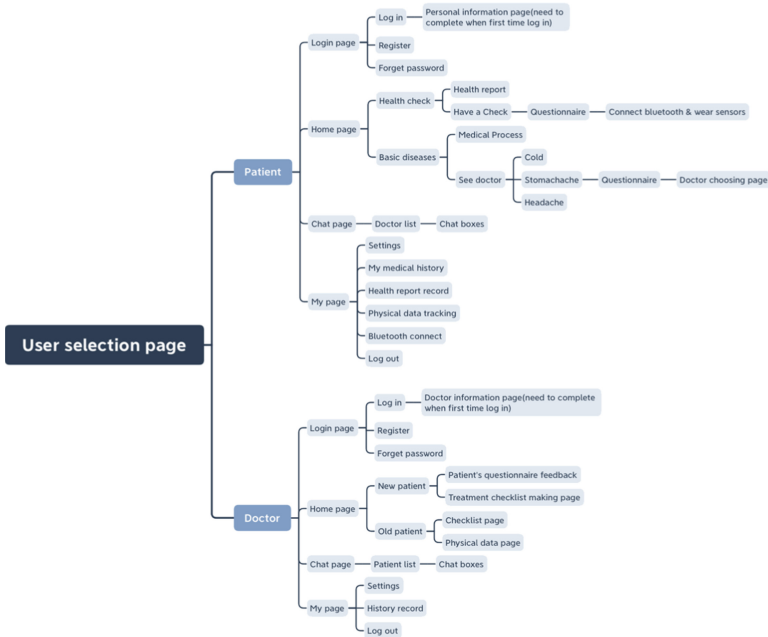 User selection page
Patient
Login page
Log in
Personal information page(need to
complete when first time log in)
Register
Forget password
Home page
Health check
Health report
Have a Check
Questionnaire
Connect bluetooth & wear sensors
Basic diseases
Medical Process
See doctor
Cold
Stomachache
Questionnaire
Doctor choosing page
Headache
Chat page
Doctor list
Chat boxes
My page
Settings
My medical history
Health report record
Physical data tracking
Bluetooth connect
Log out
Doctor
Login page
Log in
Doctor information page(need to complete
when first time log in)
Register
Forget password
Home page
New patient
Patient's questionnaire feedback
Treatment checklist making page
Old patient
Checklist page
Physical data page
Chat page
Patient list
Chat boxes
My page
Settings
History record
Log out